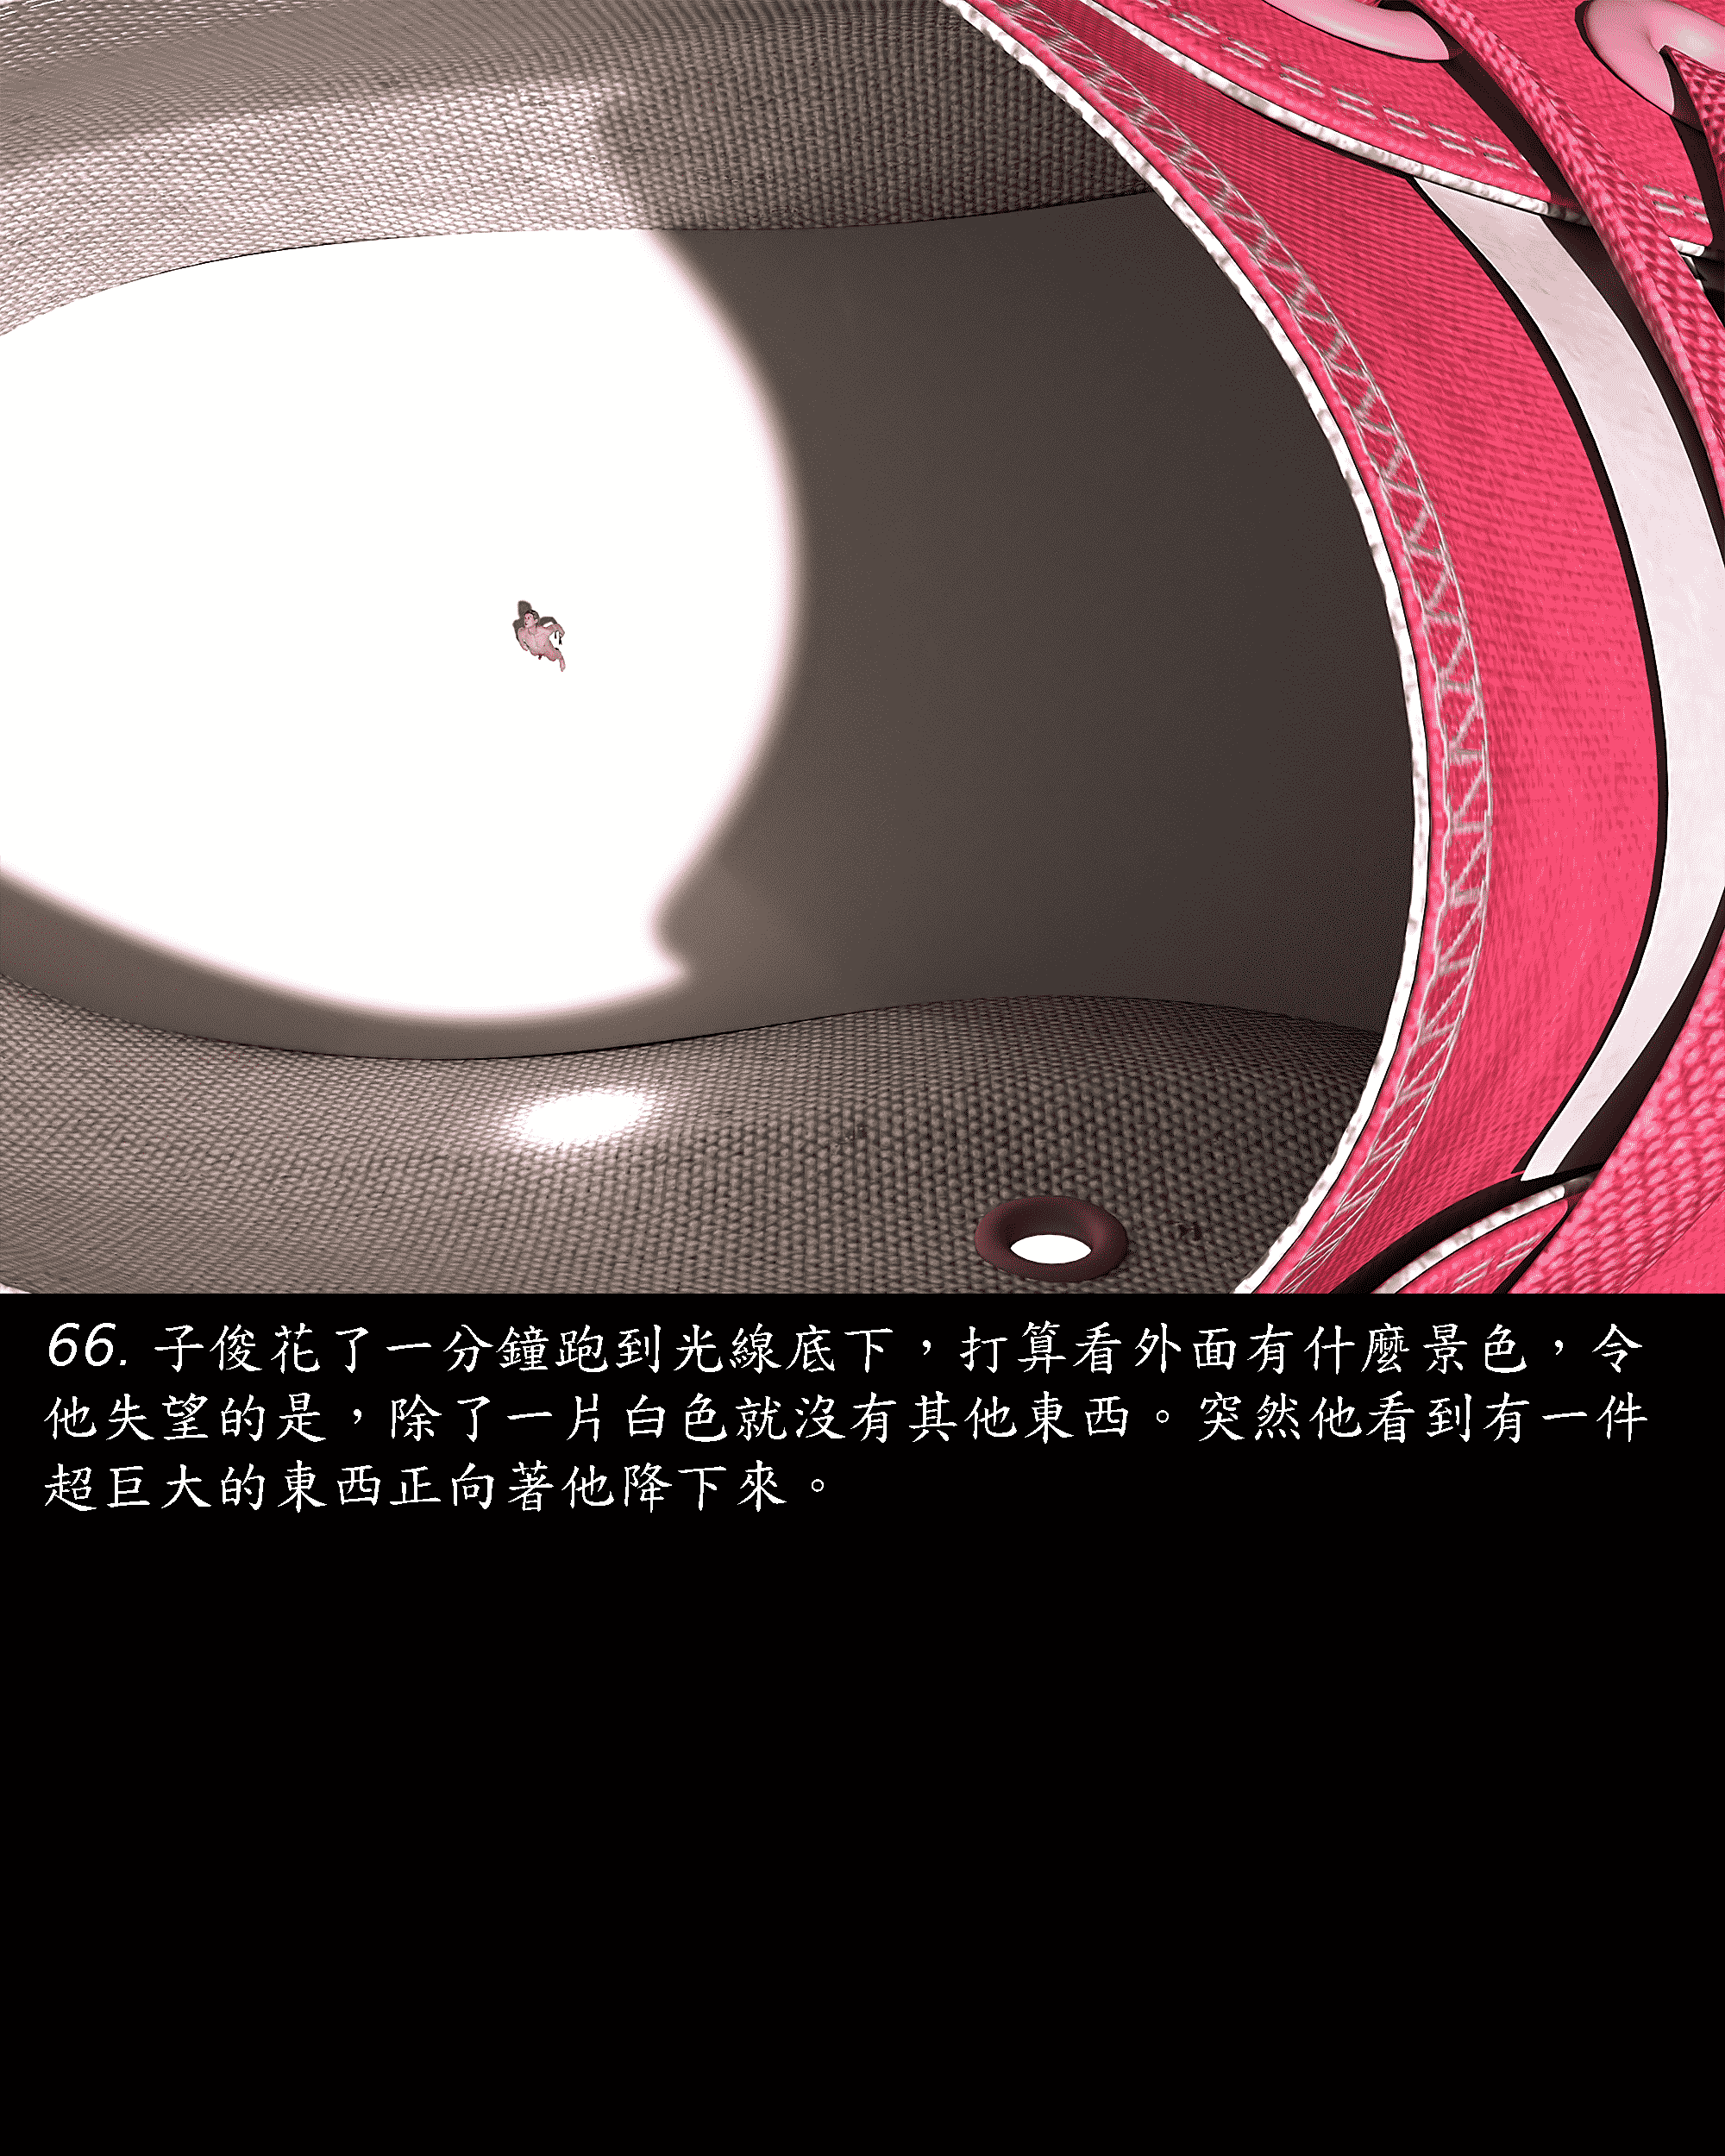 66. 子俊花了一分鐘跑到光線底下，打算看外面有什麼景色，令
他失望的是，除了一片白色就沒有其他東西。突然他看到有一件
超巨大的東西正向著他降下來。